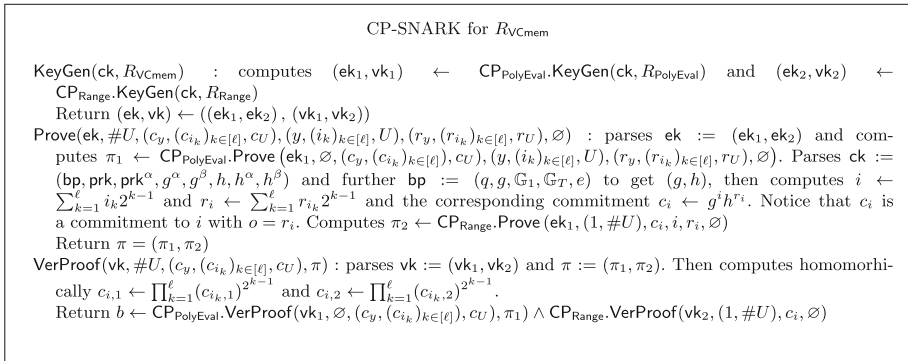 CP-SNARK for R_VCmem
KeyGen(ck, R_VCmem) : computes (ek_1, vk_1) ← CP_PolyEval.KeyGen(ck, R_PolyEval) and (ek_2, vk_2) ←
CP_Range.KeyGen(ck, R_Range)
Return (ek, vk) ← ((ek_1, ek_2) , (vk_1, vk_2))
Prove(ek, #U, (c_y, (c_{i_k})_{k∈[ℓ]}, c_U), (y, (i_k)_{k∈[ℓ]}, U), (r_y, (r_{i_k})_{k∈[ℓ]}, r_U), ∅) : parses ek := (ek_1, ek_2) and com-
putes π_1 ← CP_PolyEval.Prove (ek_1, ∅, (c_y, (c_{i_k})_{k∈[ℓ]}), c_U), (y, (i_k)_{k∈[ℓ]}, U), (r_y, (r_{i_k})_{k∈[ℓ]}, r_U), ∅). Parses ck :=
(bp, prk, prk^α, g^α, g^β, h, h^α, h^β) and further bp := (q, g, 𝔾_1, 𝔾_T, e) to get (g, h), then computes i ←
∑_{k=1}^{ℓ} i_k 2^{k−1} and r_i ← ∑_{k=1}^{ℓ} r_{i_k} 2^{k−1} and the corresponding commitment c_i ← g^i h^{r_i}. Notice that c_i is
a commitment to i with o = r_i. Computes π_2 ← CP_Range.Prove (ek_1, (1, #U), c_i, i, r_i, ∅)
Return π = (π_1, π_2)
VerProof(vk, #U, (c_y, (c_{i_k})_{k∈[ℓ]}, c_U), π) : parses vk := (vk_1, vk_2) and π := (π_1, π_2). Then computes homomorhi-
cally c_{i,1} ← ∏_{k=1}^{ℓ} (c_{i_k,1})^{2^{k−1}} and c_{i,2} ← ∏_{k=1}^{ℓ} (c_{i_k,2})^{2^{k−1}}.
Return b ← CP_PolyEval.VerProof(vk_1, ∅, (c_y, (c_{i_k})_{k∈[ℓ]}), c_U), π_1) ∧ CP_Range.VerProof(vk_2, (1, #U), c_i, ∅)